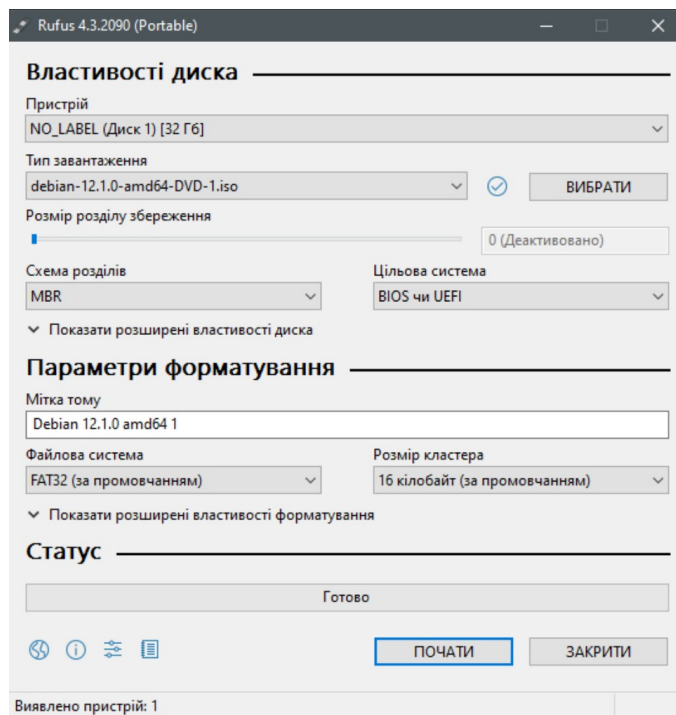 Rufus 4.3.2090 (Portable)
Властивості диска
Пристрій
NO_LABEL (Диск 1) [32 Гб]
Тип завантаження
debian-12.1.0-amd64-DVD-1.iso
ВИБРАТИ
Розмір розділу збереження
0 (Деактивовано)
Схема розділів
Цільова система
MBR
BIOS чи UEFI
Показати розширені властивості диска
Параметри форматування
Мітка тому
Debian 12.1.0 amd64 1
Файлова система
Розмір кластера
FAT32 (за промовчанням)
16 кілобайт (за промовчанням)
Показати розширені властивості форматування
Статус
Готово
ПОЧАТИ
ЗАКРИТИ
Виявлено пристрій: 1